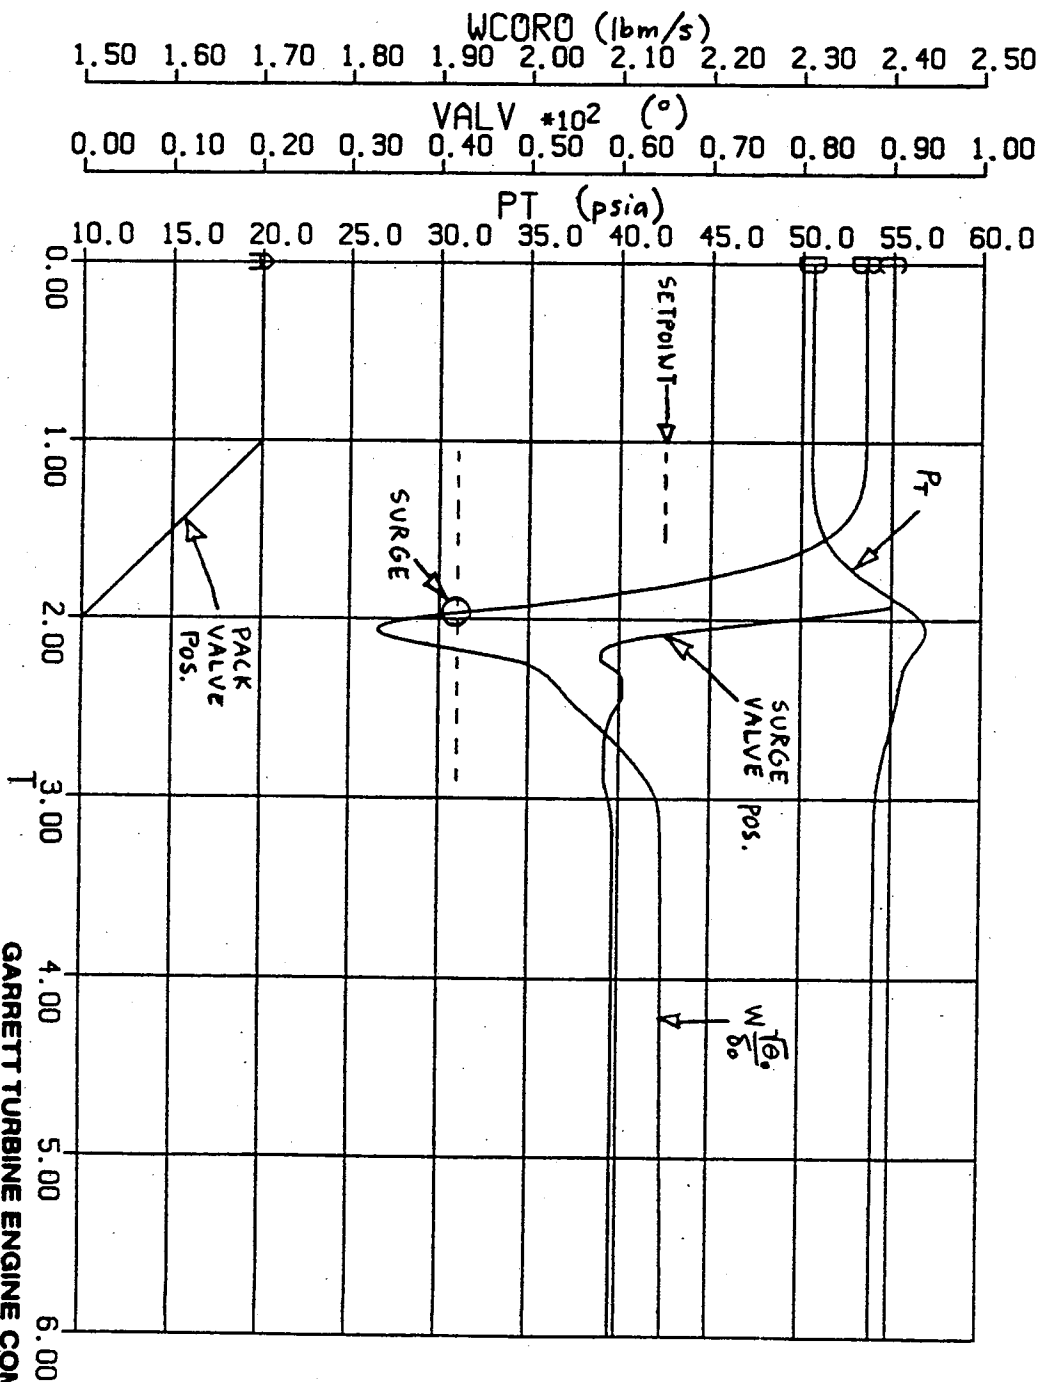 WCORO (lbm/s)
1.50 1.60 1.70 1.80 1.90 2.00 2.10 2.20 2.30 2.40 2.50
VALV *10² (°)
0.00 0.10 0.20 0.30 0.40 0.50 0.60 0.70 0.80 0.90 1.00
PT (psia)
10.0 15.0 20.0 25.0 30.0 35.0 40.0 45.0 50.0 55.0 60.0
0.00
1.00
2.00
3.00
4.00
5.00
6.00
T
SETPOINT
PT
SURGE
PACK
VALVE
POS.
SURGE
VALVE POS.
W√θ₀
δ₀
GARRETT TURBINE ENGINE COM